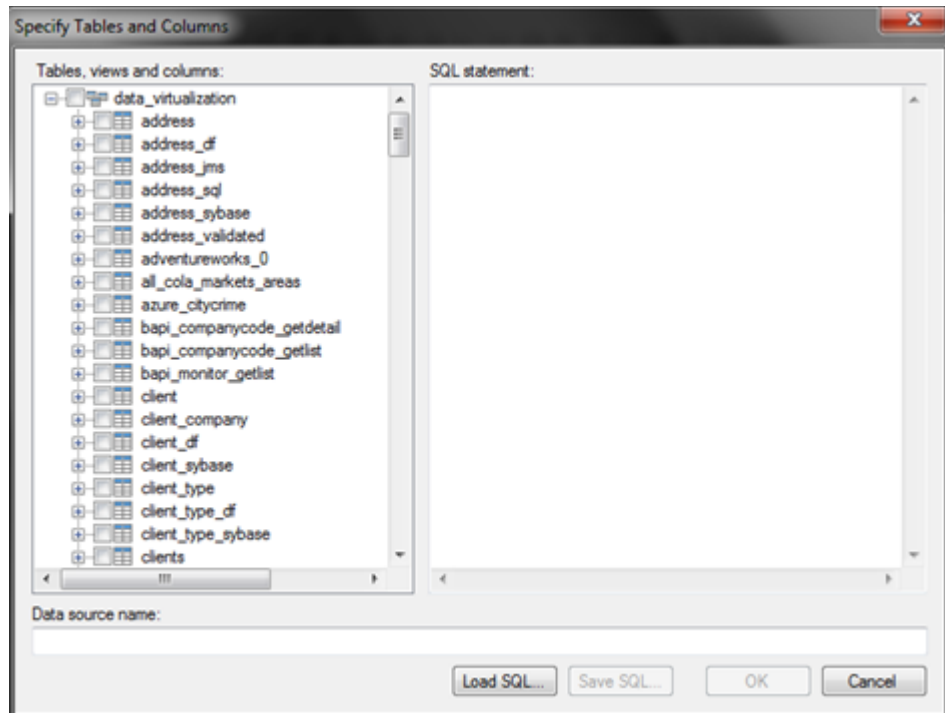 Specify Tables and Columns
Tables, views and columns:
data_virtualization
address
address_df
address_jms
address_sql
address_sybase
address_validated
adventureworks_0
all_cola_markets_areas
azure_citycrime
bapi_companycode_getdetail
bapi_companycode_getlist
bapi_monitor_getlist
client
client_company
client_df
client_sybase
client_type
client_type_df
client_type_sybase
clients
SQL statement:
Data source name:
Load SQL... Save SQL... OK Cancel